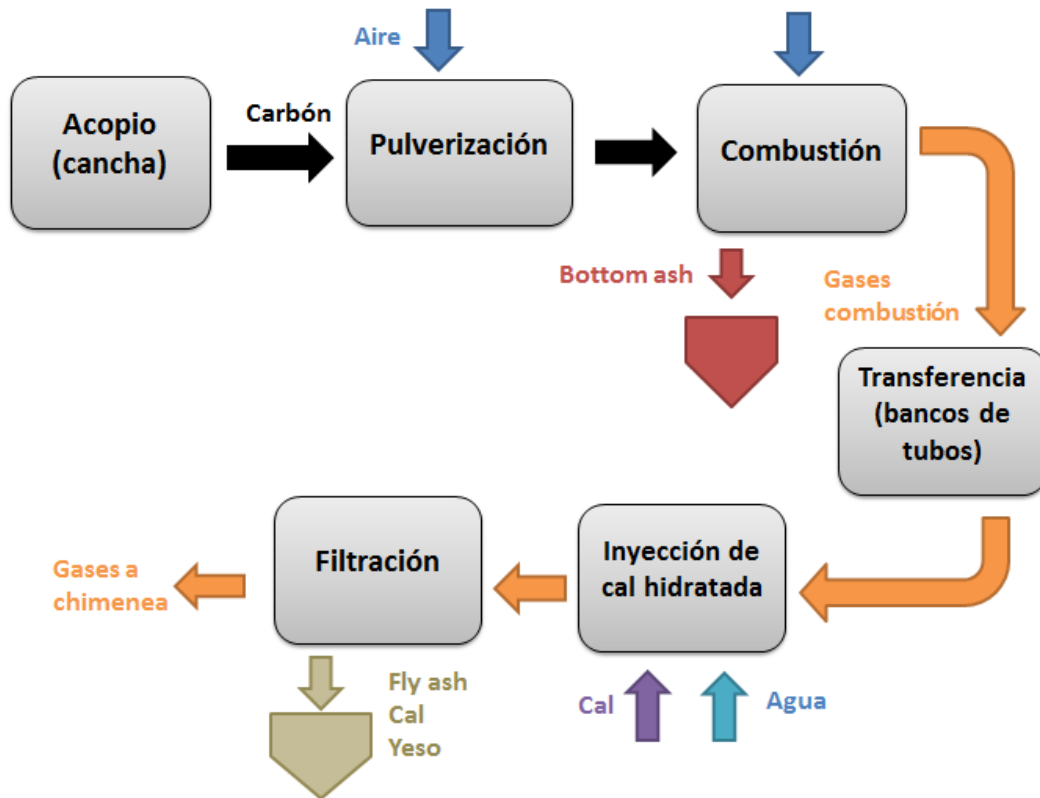 Aire
Acopio
(cancha)
Carbón
Pulverización
Combustión
Bottom ash
Gases
combustión
Transferencia
(bancos de
tubos)
Inyección de
cal hidratada
Filtración
Gases a
chimenea
Cal
Agua
Fly ash
Cal
Yeso